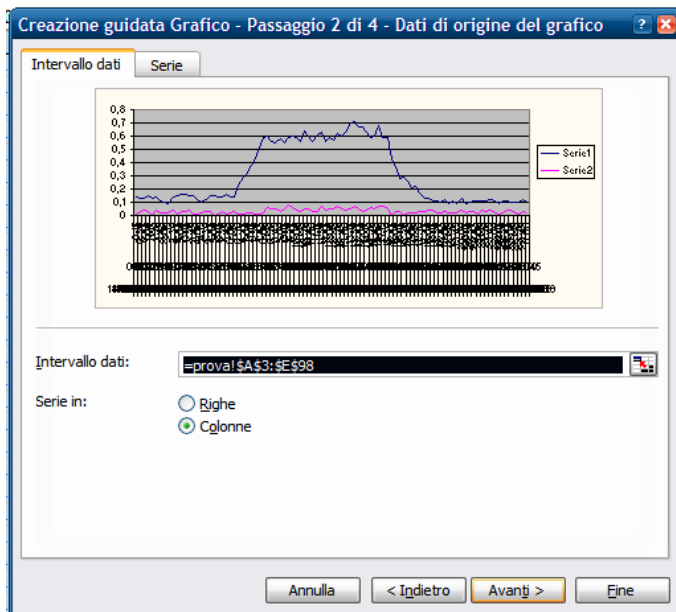 Creazione guidata Grafico - Passaggio 2 di 4 - Dati di origine del grafico
Intervallo dati
Serie
0,8
0,7
0,6
0,5
0,4
0,3
0,2
0,1
0
Serie1
Serie2
Intervallo dati:
=prova!$A$3:$E$98
Serie in:
Righe
Colonne
Annulla
< Indietro
Avanti >
Fine